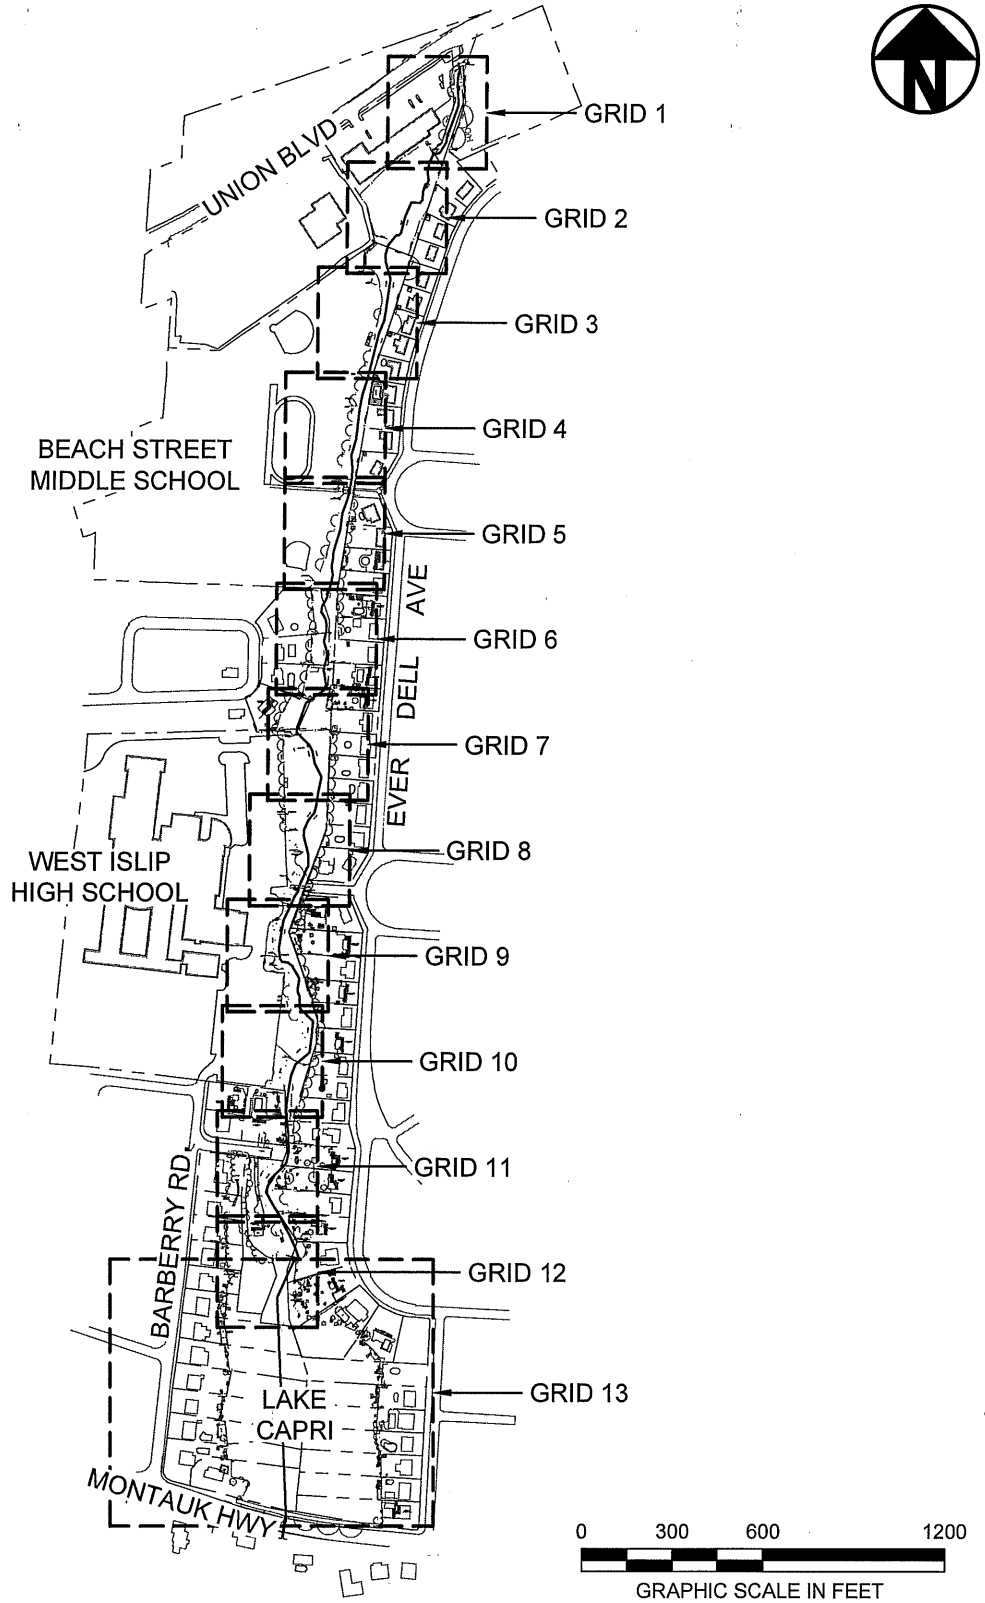 N
GRID 1
UNION BLVD
GRID 2
GRID 3
GRID 4
BEACH STREET
MIDDLE SCHOOL
GRID 5
EVER DELL AVE
GRID 6
GRID 7
GRID 8
WEST ISLIP
HIGH SCHOOL
GRID 9
GRID 10
GRID 11
BARBERRY RD
GRID 12
GRID 13
LAKE
CAPRI
MONTAUK HWY
0 300 600 1200
GRAPHIC SCALE IN FEET